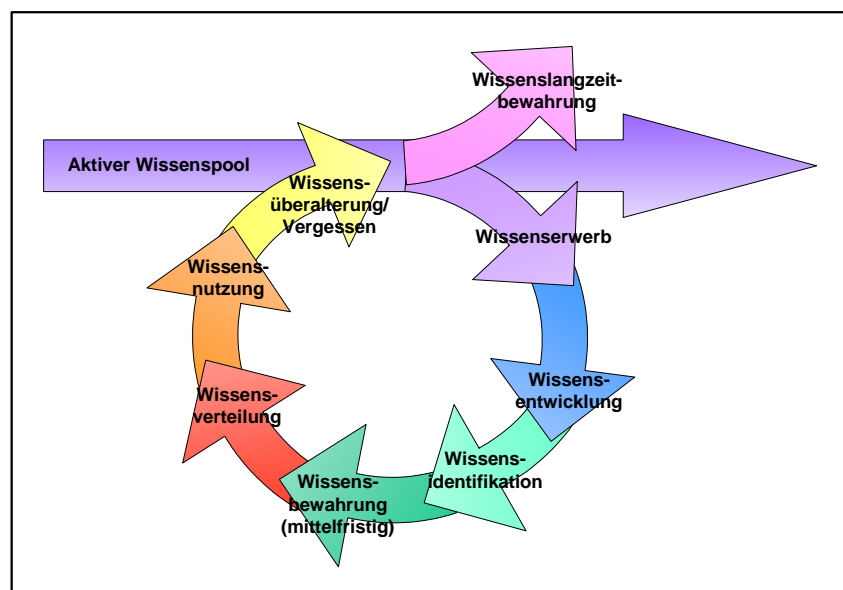 Wissenslangzeit-
bewahrung
Aktiver Wissenspool
Wissens-
überalterung/
Vergessen
Wissenserwerb
Wissens-
nutzung
Wissens-
entwicklung
Wissens-
verteilung
Wissens-
identifikation
Wissens-
bewahrung
(mittelfristig)